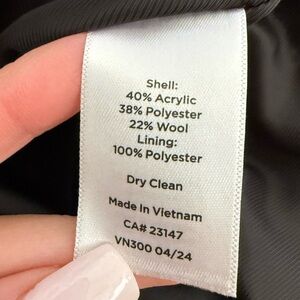 Shell:
40% Acrylic
38% Polyester
22% Wool
Lining:
100% Polyester
Dry Clean
Made In Vietnam
CA# 23147
VN300 04/24